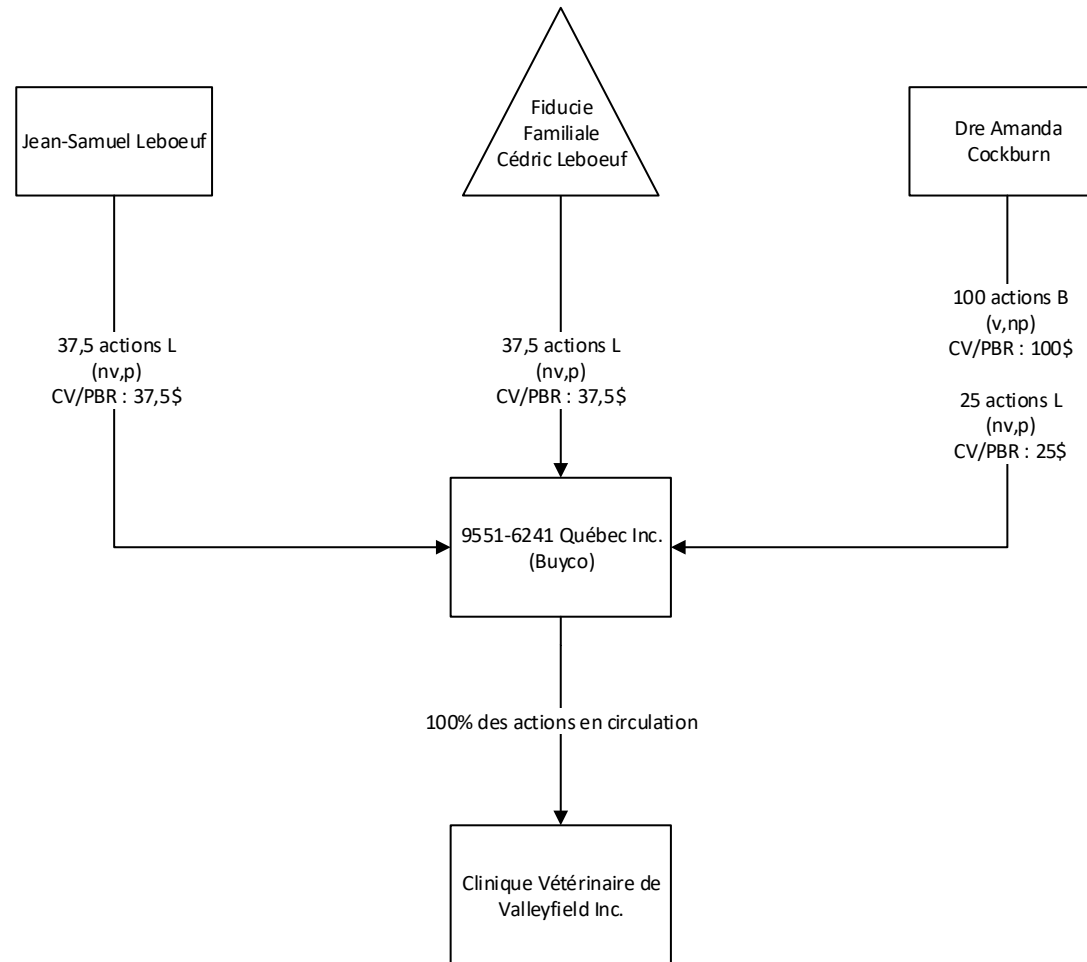 Jean-Samuel Leboeuf
Fiducie
Familiale
Cédric Leboeuf
Dre Amanda
Cockburn
37,5 actions L
(nv,p)
CV/PBR : 37,5$
37,5 actions L
(nv,p)
CV/PBR : 37,5$
100 actions B
(v,np)
CV/PBR : 100$
25 actions L
(nv,p)
CV/PBR : 25$
9551-6241 Québec Inc.
(Buyco)
100% des actions en circulation
Clinique Vétérinaire de
Valleyfield Inc.